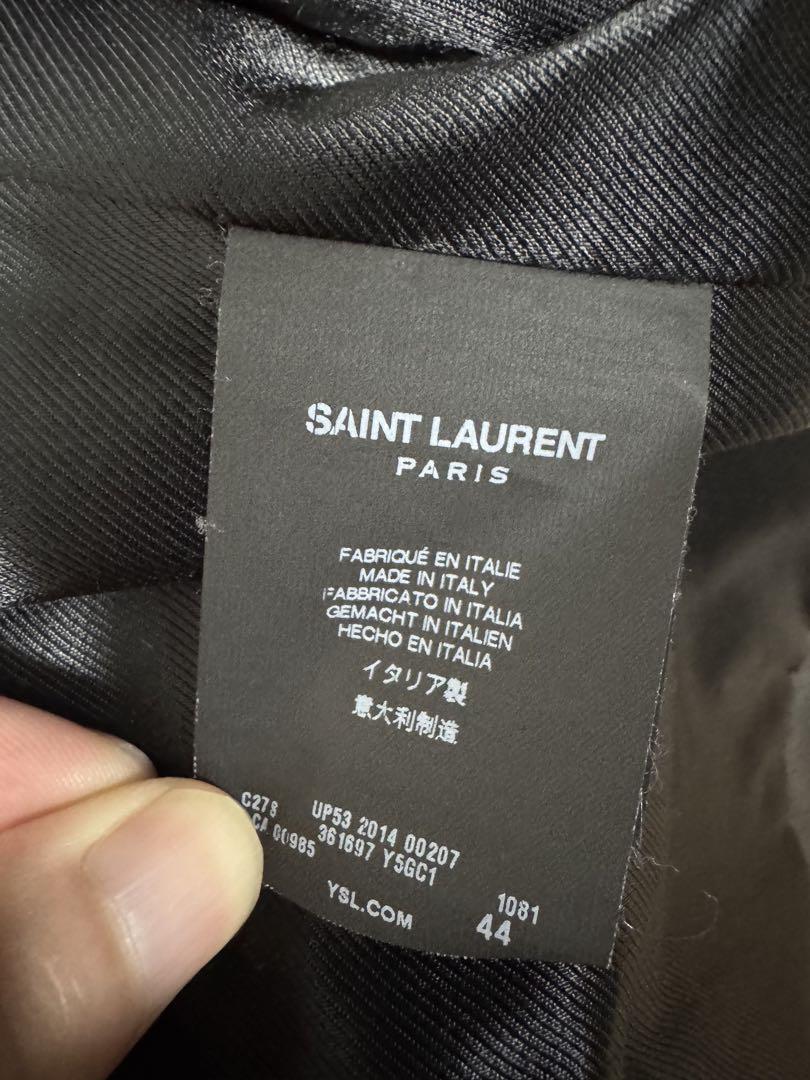 SAINT LAURENT
PARIS
FABRIQUÉ EN ITALIE
MADE IN ITALY
FABBRICATO IN ITALIA
GEMACHT IN ITALIEN
HECHO EN ITALIA
イタリア製
意大利制造
C278 UP53 2014 00207
CA 00985 361697 Y5GC1
1081
YSL.COM 44